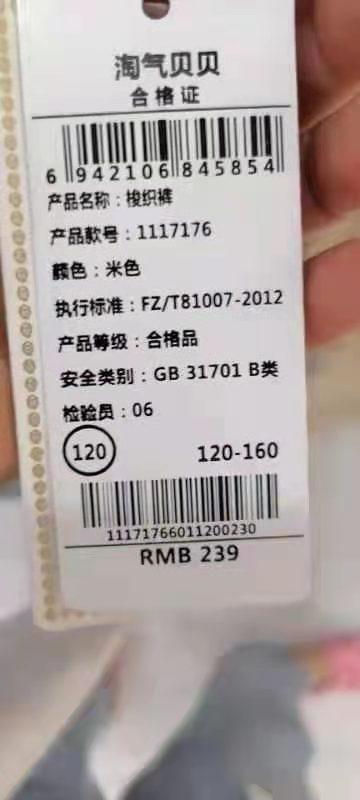 淘气贝贝
合格证
6 942106 845854
产品名称：梭织裤
产品款号：1117176
颜色：米色
执行标准：FZ/T81007-2012
产品等级：合格品
安全类别：GB 31701 B类
检验员：06
120 120-160
11171766011200230
RMB 239